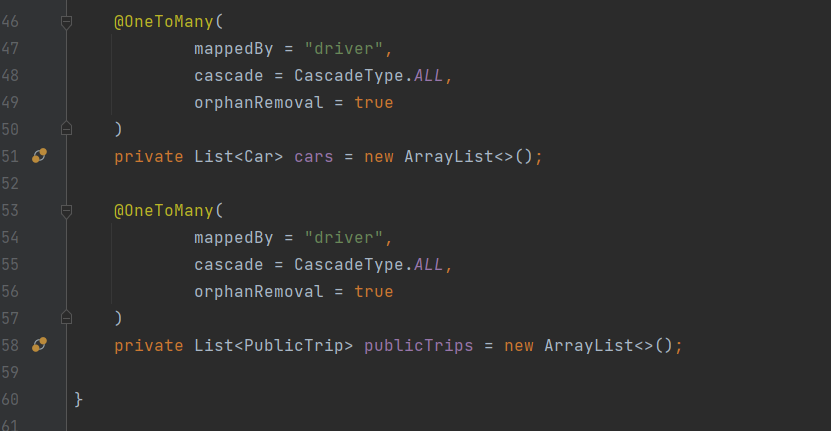 46 @OneToMany(
47 mappedBy = "driver",
48 cascade = CascadeType.ALL,
49 orphanRemoval = true
50 )
51 private List<Car> cars = new ArrayList<>();
52
53 @OneToMany(
54 mappedBy = "driver",
55 cascade = CascadeType.ALL,
56 orphanRemoval = true
57 )
58 private List<PublicTrip> publicTrips = new ArrayList<>();
59
60 }
61